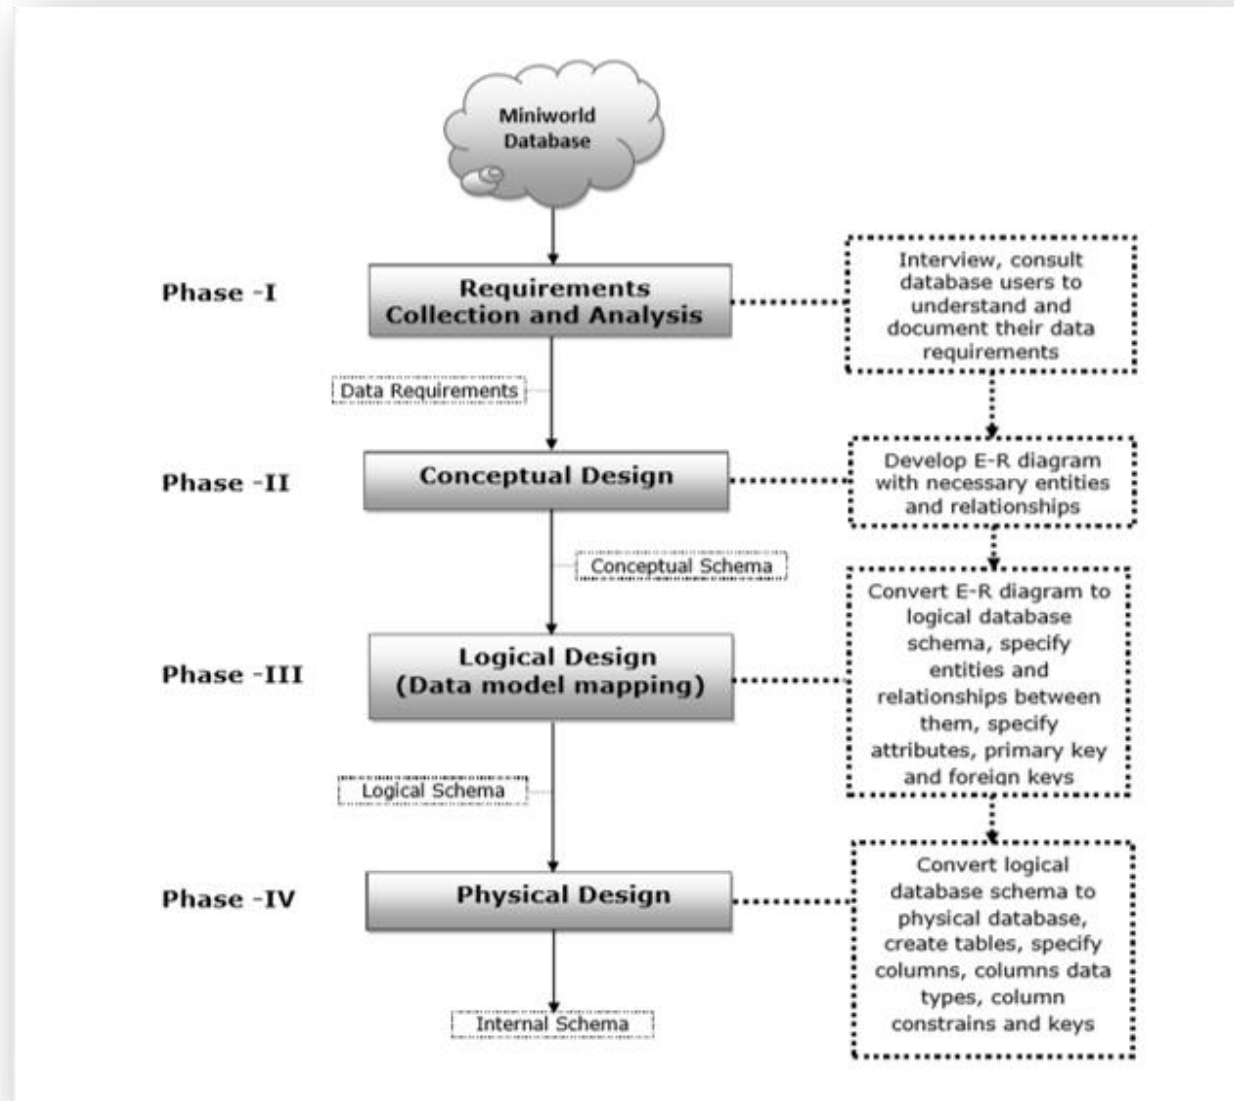 Miniworld
Database
Phase -I
Requirements
Collection and Analysis
Interview, consult
database users to
understand and
document their data
requirements
Data Requirements
Phase -II
Conceptual Design
Develop E-R diagram
with necessary entities
and relationships
Conceptual Schema
Phase -III
Logical Design
(Data model mapping)
Convert E-R diagram to
logical database
schema, specify
entities and
relationships between
them, specify
attributes, primary key
and foreign keys
Logical Schema
Phase -IV
Physical Design
Convert logical
database schema to
physical database,
create tables, specify
columns, columns data
types, column
constrains and keys
Internal Schema